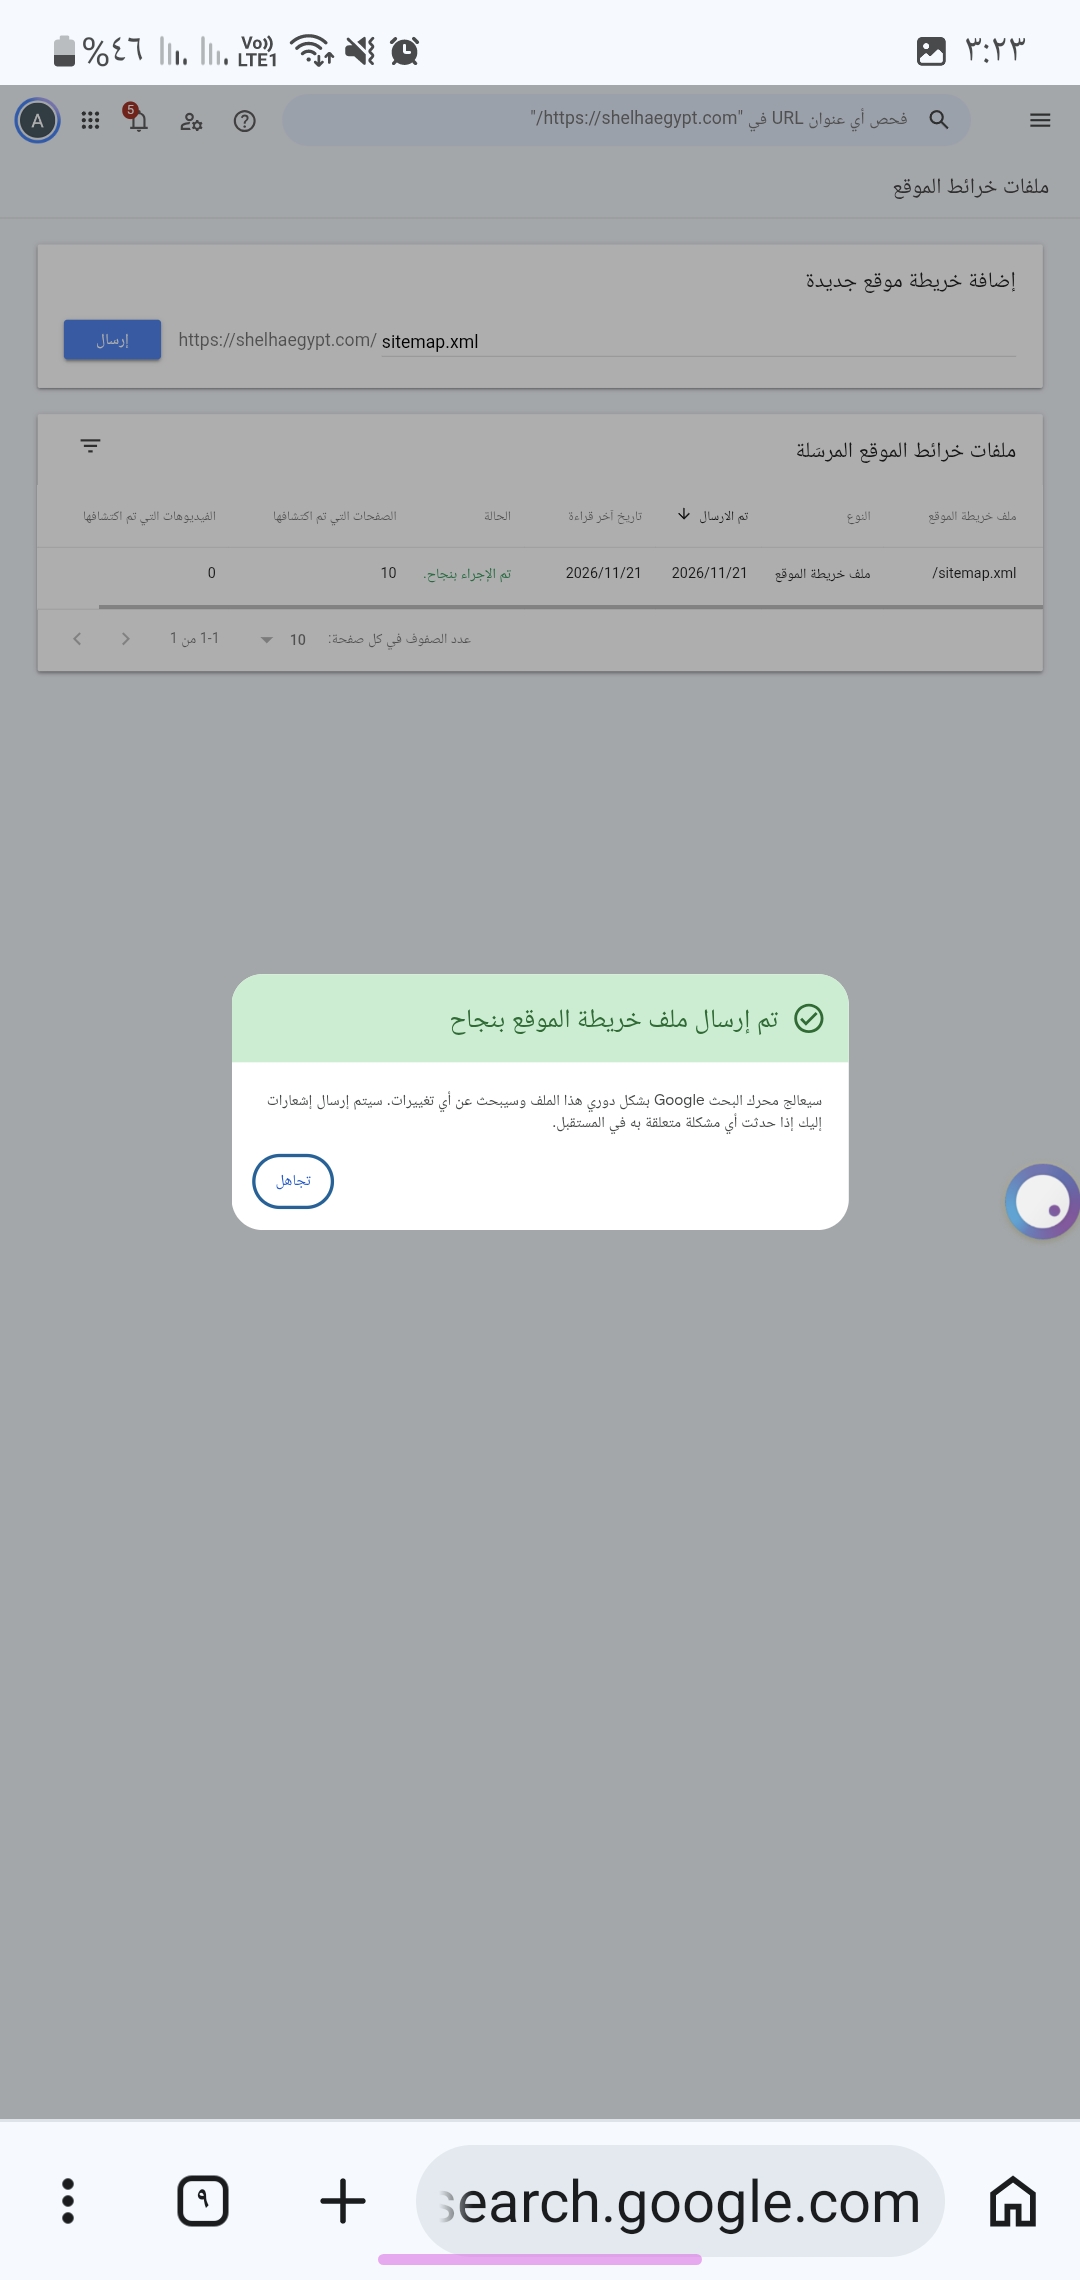 %٤٦ Vo)) LTE1 ٣:٢٣
فحص أي عنوان URL في "https://shelhaegypt.com/"
5
A
ملفات خرائط الموقع
إضافة خريطة موقع جديدة
https://shelhaegypt.com/ sitemap.xml إرسال
ملفات خرائط الموقع المرسَلة
ملف خريطة الموقع النوع تم الإرسال تاريخ آخر قراءة الحالة الصفحات التي تم اكتشافها الفيديوهات التي تم اكتشافها
/sitemap.xml ملف خريطة الموقع 2026/11/21 2026/11/21 تم الإجراء بنجاح. 10 0
عدد الصفوف في كل صفحة: 10 1-1 من 1
تم إرسال ملف خريطة الموقع بنجاح
سيعالج محرك البحث Google بشكل دوري هذا الملف وسيبحث عن أي تغييرات. سيتم إرسال إشعارات
إليك إذا حدثت أي مشكلة متعلقة به في المستقبل.
تجاهل
search.google.com
٩